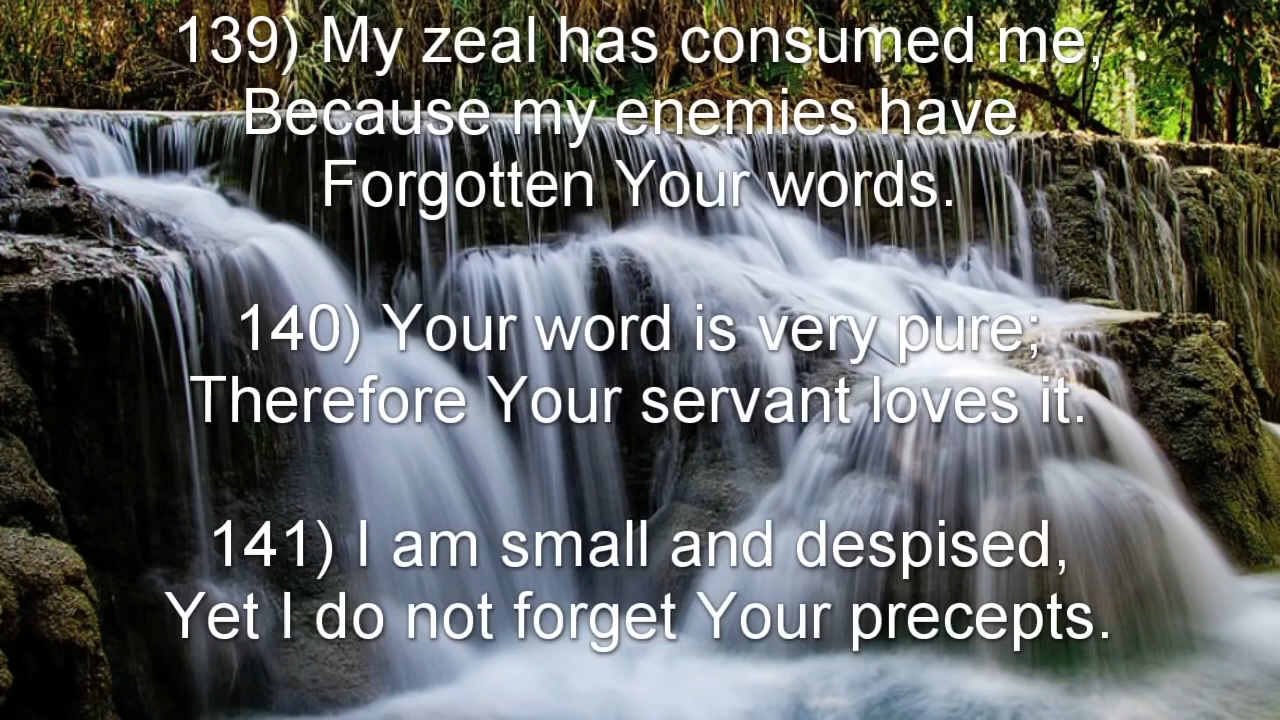 139) My zeal has consumed me,
Because my enemies have
Forgotten Your words.
140) Your word is very pure;
Therefore Your servant loves it.
141) I am small and despised,
Yet I do not forget Your precepts.